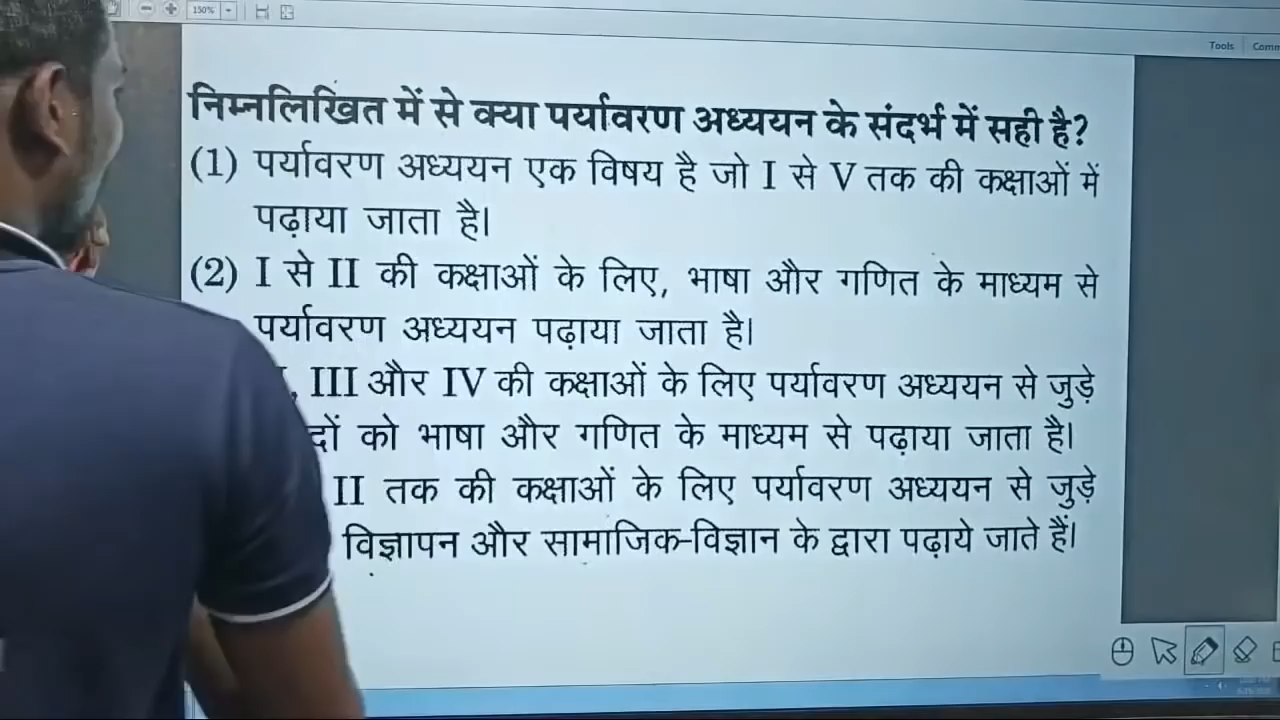 150%
Tools
निम्नलिखित में से क्या पर्यावरण अध्ययन के संदर्भ में सही है?
(1) पर्यावरण अध्ययन एक विषय है जो I से V तक की कक्षाओं में
पढ़ाया जाता है।
(2) I से II की कक्षाओं के लिए, भाषा और गणित के माध्यम से
पर्यावरण अध्ययन पढ़ाया जाता है।
, III और IV की कक्षाओं के लिए पर्यावरण अध्ययन से जुड़े
को भाषा और गणित के माध्यम से पढ़ाया जाता है।
II तक की कक्षाओं के लिए पर्यावरण अध्ययन से जुड़े
विज्ञापन और सामाजिक-विज्ञान के द्वारा पढ़ाये जाते हैं।